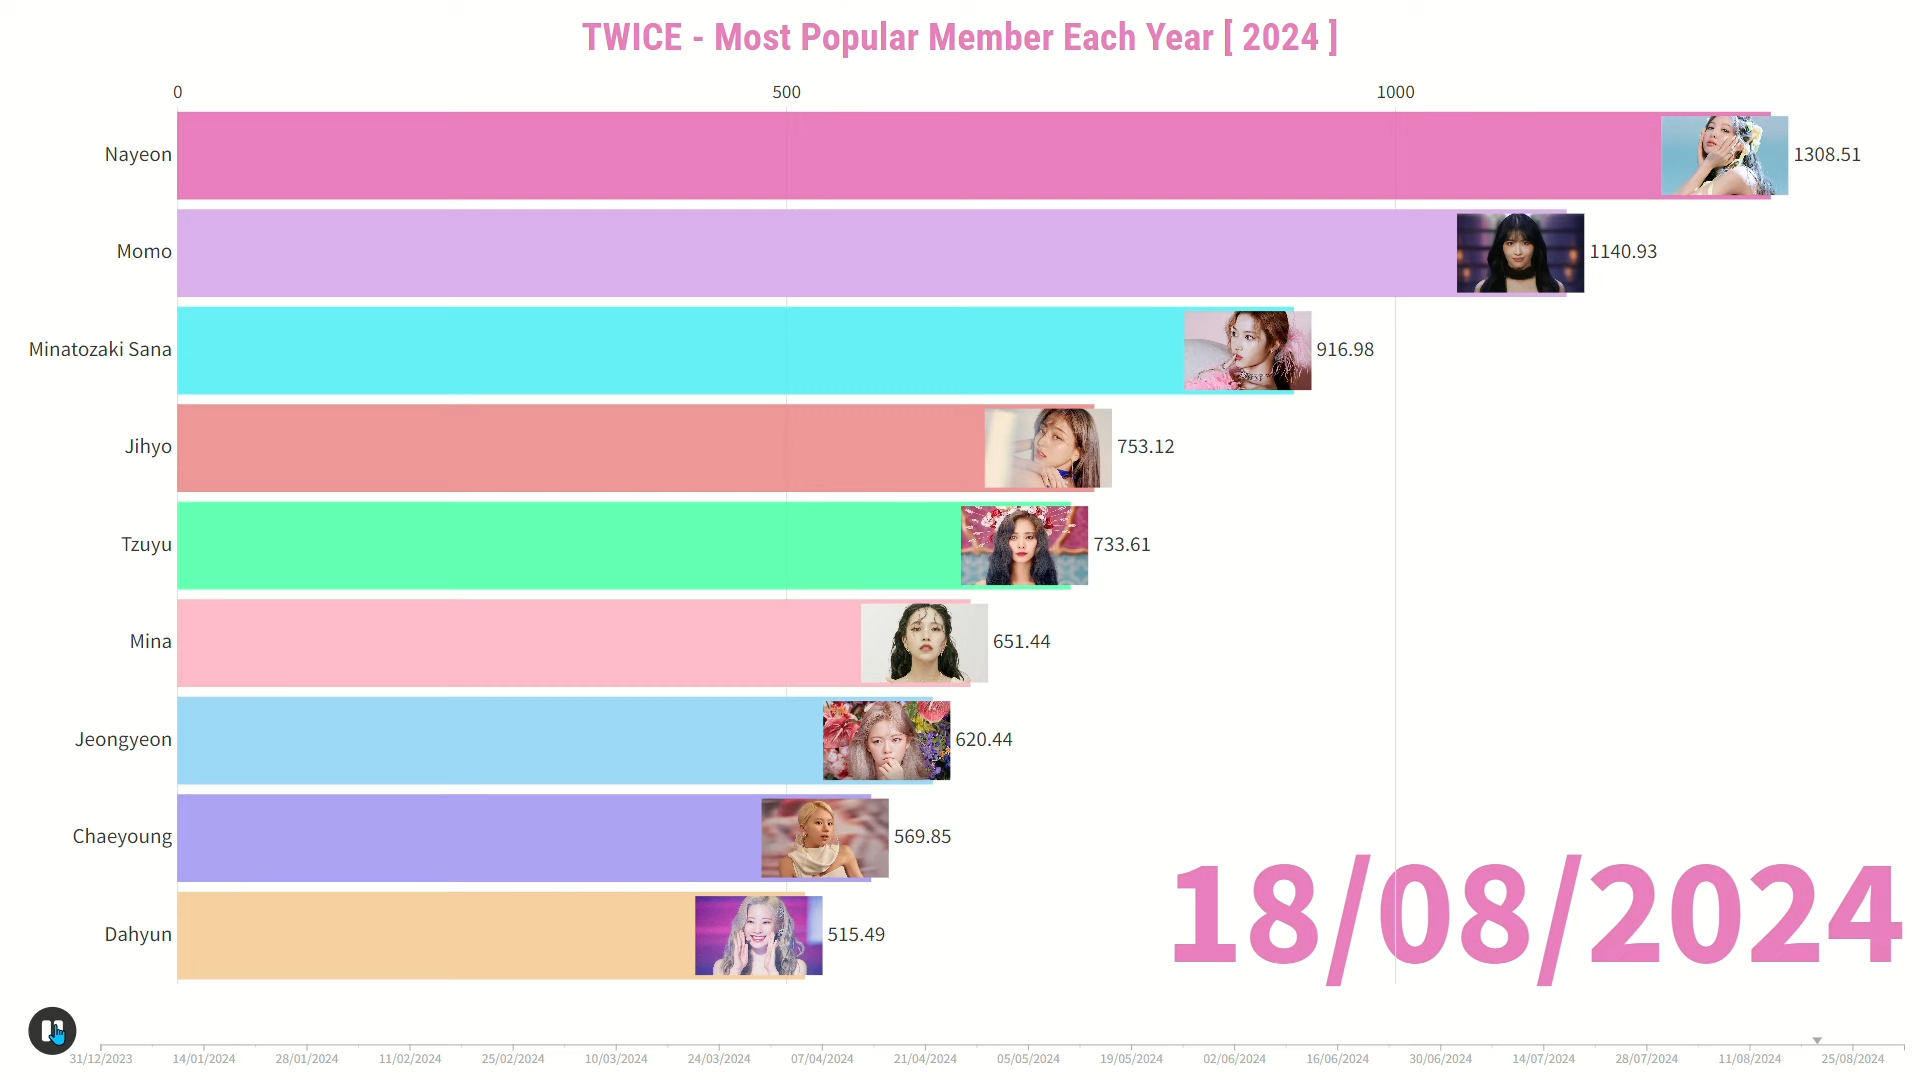 TWICE - Most Popular Member Each Year [ 2024 ]
0 500 1000
Nayeon 1308.51
Momo 1140.93
Minatozaki Sana 916.98
Jihyo 753.12
Tzuyu 733.61
Mina 651.44
Jeongyeon 620.44
Chaeyoung 569.85
Dahyun 515.49
18/08/2024
31/12/2023 14/01/2024 28/01/2024 11/02/2024 25/02/2024 10/03/2024 24/03/2024 07/04/2024 21/04/2024 05/05/2024 19/05/2024 02/06/2024 16/06/2024 30/06/2024 14/07/2024 28/07/2024 11/08/2024 25/08/2024